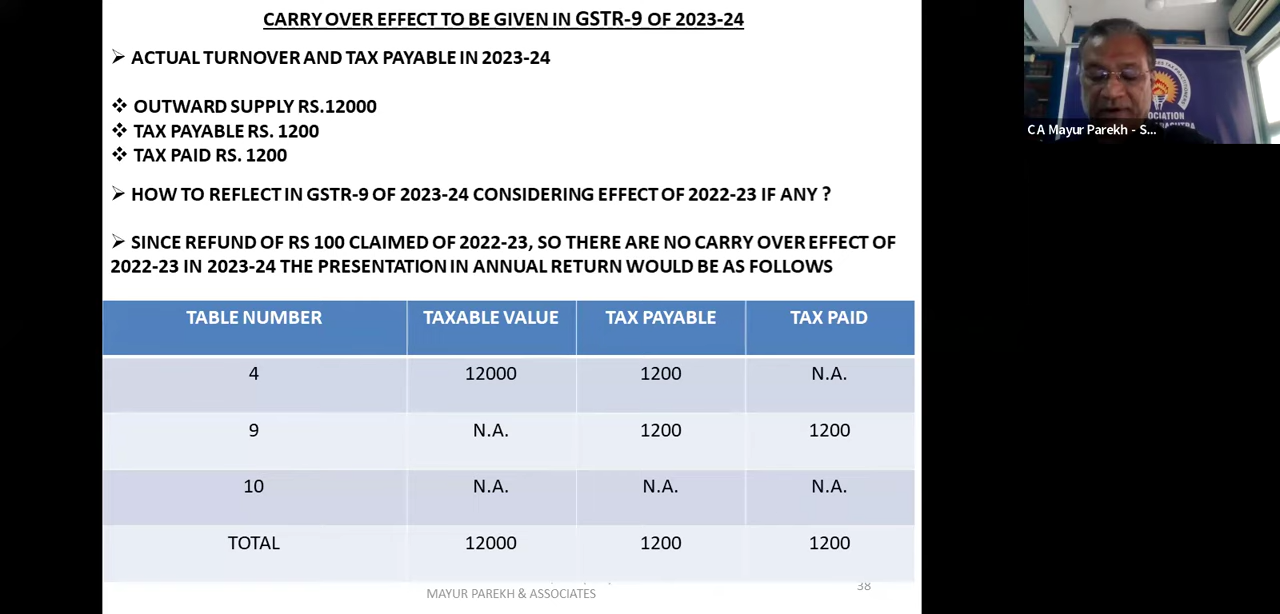 CARRY OVER EFFECT TO BE GIVEN IN GSTR-9 OF 2023-24
➢ ACTUAL TURNOVER AND TAX PAYABLE IN 2023-24
❖ OUTWARD SUPPLY RS.12000
❖ TAX PAYABLE RS. 1200
❖ TAX PAID RS. 1200
➢ HOW TO REFLECT IN GSTR-9 OF 2023-24 CONSIDERING EFFECT OF 2022-23 IF ANY ?
➢ SINCE REFUND OF RS 100 CLAIMED OF 2022-23, SO THERE ARE NO CARRY OVER EFFECT OF
2022-23 IN 2023-24 THE PRESENTATION IN ANNUAL RETURN WOULD BE AS FOLLOWS
TABLE NUMBER TAXABLE VALUE TAX PAYABLE TAX PAID
4 12000 1200 N.A.
9 N.A. 1200 1200
10 N.A. N.A. N.A.
TOTAL 12000 1200 1200
MAYUR PAREKH & ASSOCIATES 38
C A Mayur Parekh - S...